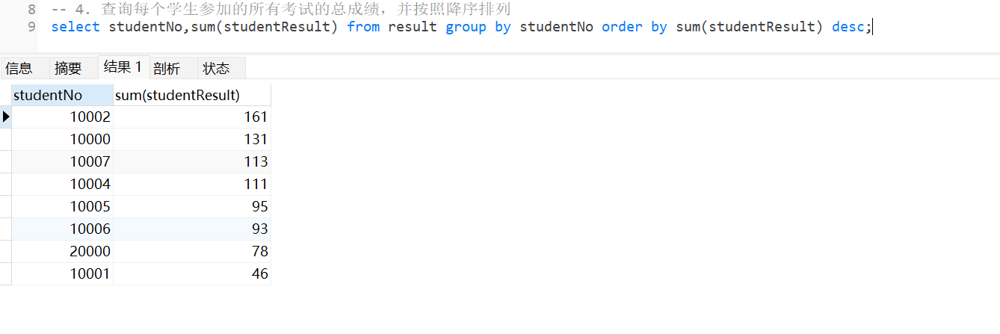 8 -- 4. 查询每个学生参加的所有考试的总成绩，并按照降序排列
9 select studentNo,sum(studentResult) from result group by studentNo order by sum(studentResult) desc;
信息 摘要 结果 1 剖析 状态
studentNo sum(studentResult)
10002 161
10000 131
10007 113
10004 111
10005 95
10006 93
20000 78
10001 46